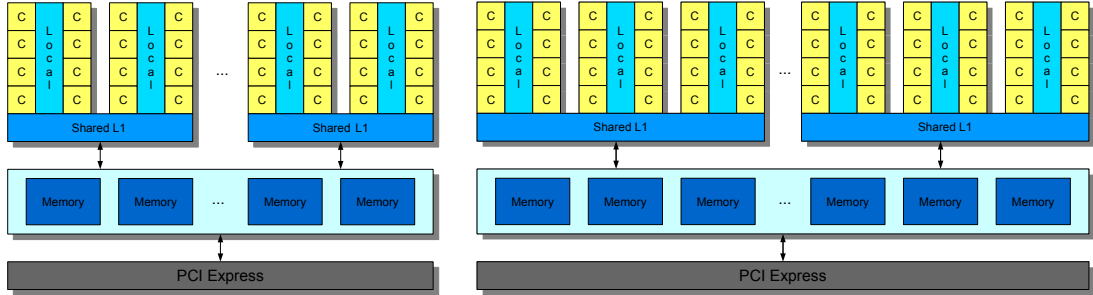 C C C C C C C C
C C C C C C C C
C C C C ... C C C C
C C C C C C C C
Local Local Local Local
Shared L1 Shared L1
Memory Memory ... Memory Memory
PCI Express
C C C C C C C C C C C C
C C C C C C C C C C C C
C C C C C C ... C C C C C C
C C C C C C C C C C C C
Local Local Local Local Local Local
Shared L1 Shared L1
Memory Memory Memory ... Memory Memory Memory
PCI Express